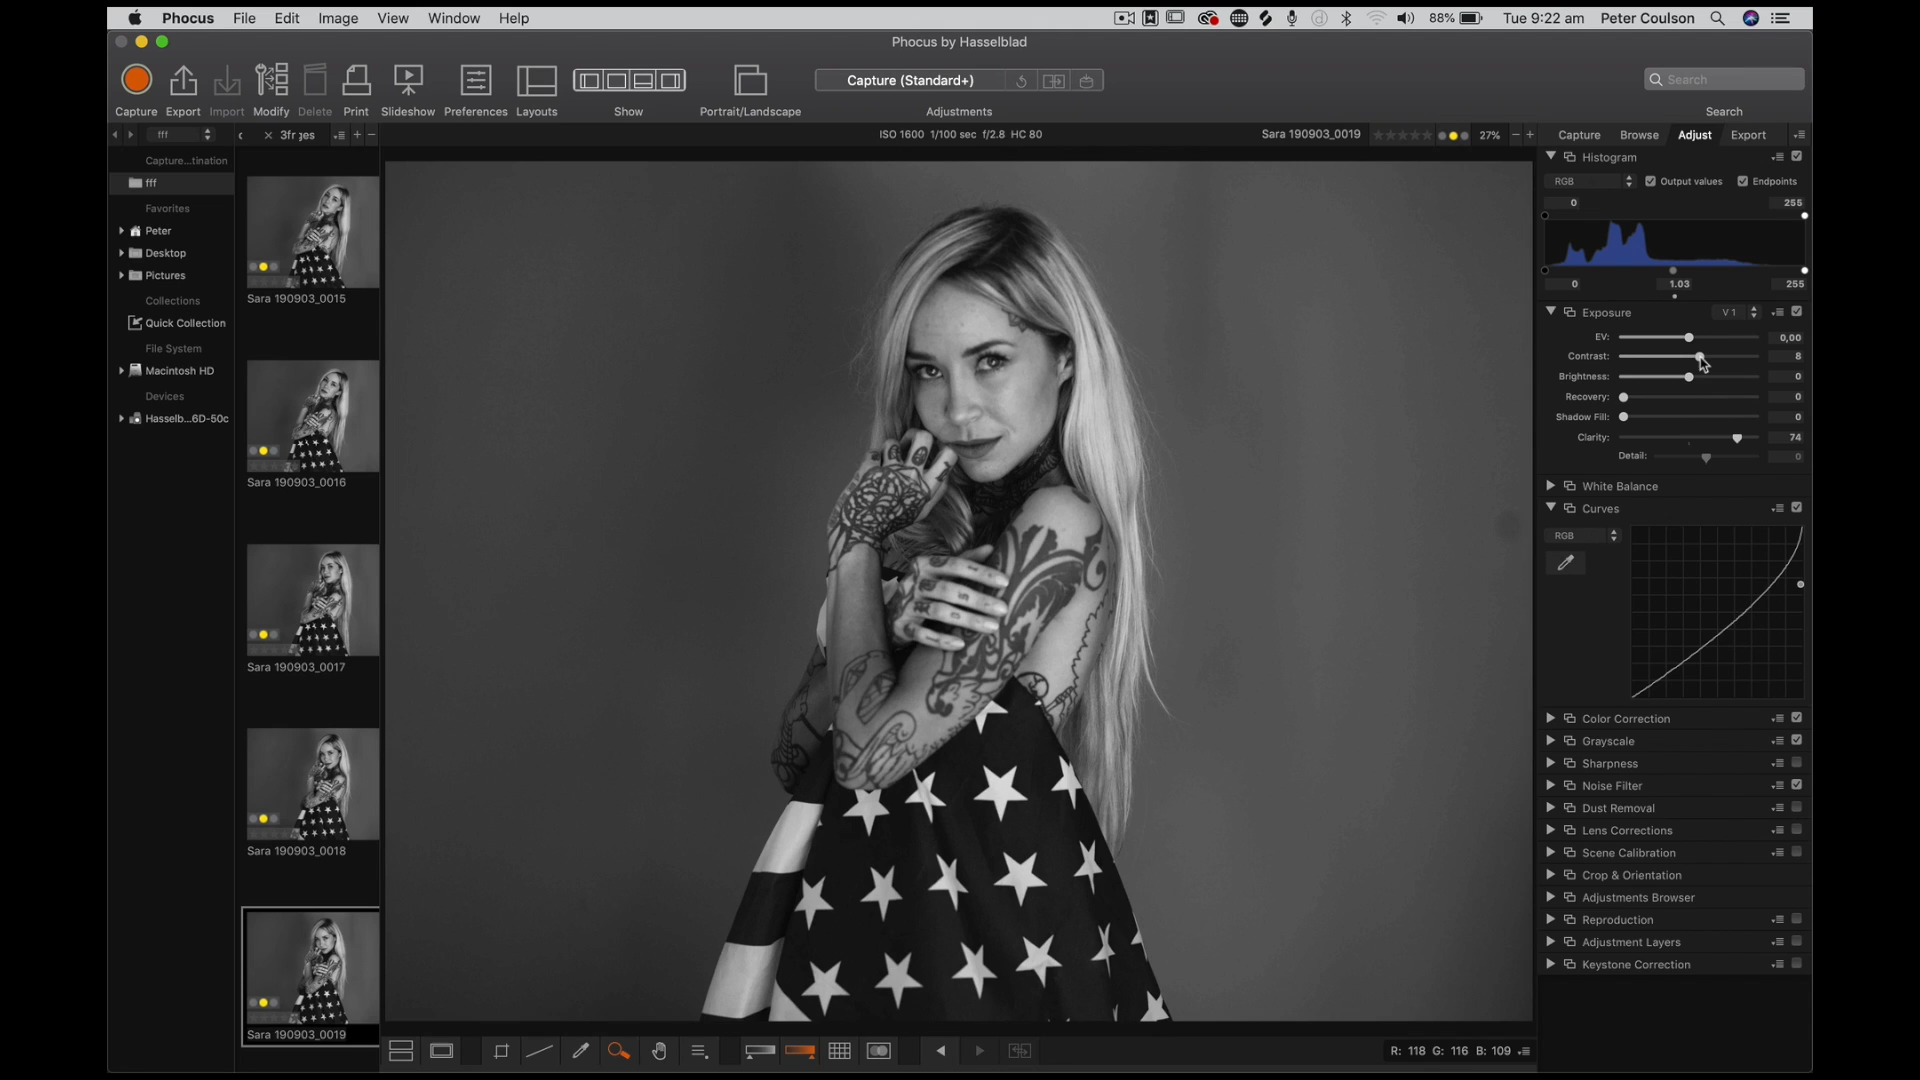 Phocus File Edit Image View Window Help 88% Tue 9:22 am Peter Coulson
Phocus by Hasselblad
Capture (Standard+) Search
Capture Export Import Modify Delete Print Slideshow Preferences Layouts Show Portrait/Landscape Adjustments Search
fff 3fr ISO 1600 1/100 sec f/2.8 HC 80 Sara 190903_0019 27% Capture Browse Adjust Export
Capture...tination
fff
Favorites
Peter
Desktop
Pictures
Collections
Quick Collection
File System
Macintosh HD
Devices
Hasselb...6D-50c
Sara 190903_0015
Sara 190903_0016
Sara 190903_0017
Sara 190903_0018
Sara 190903_0019
Histogram
RGB Output values Endpoints
0 255
0 1.03 255
Exposure V 1
EV: 0,00
Contrast: 8
Brightness: 0
Recovery: 0
Shadow Fill: 0
Clarity: 74
Detail: 0
White Balance
Curves
RGB
Color Correction
Grayscale
Sharpness
Noise Filter
Dust Removal
Lens Corrections
Scene Calibration
Crop & Orientation
Adjustments Browser
Reproduction
Adjustment Layers
Keystone Correction
R: 118 G: 116 B: 109